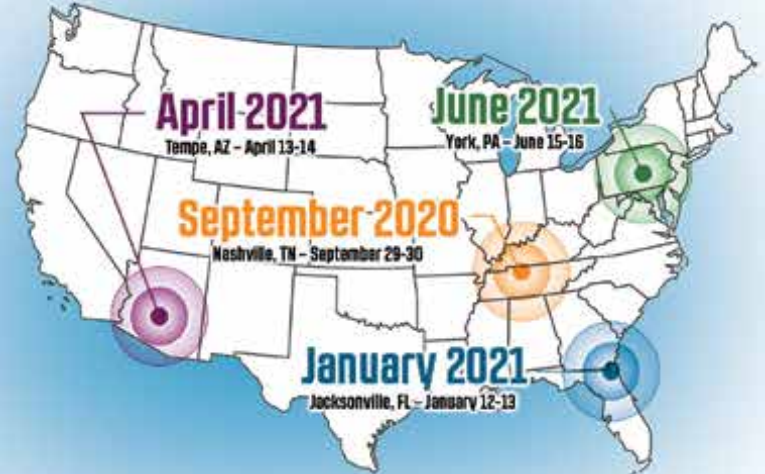 April 2021
Tempe, AZ – April 13-14
June 2021
York, PA – June 15-16
September 2020
Nashville, TN – September 29-30
January 2021
Jacksonville, FL – January 12-13